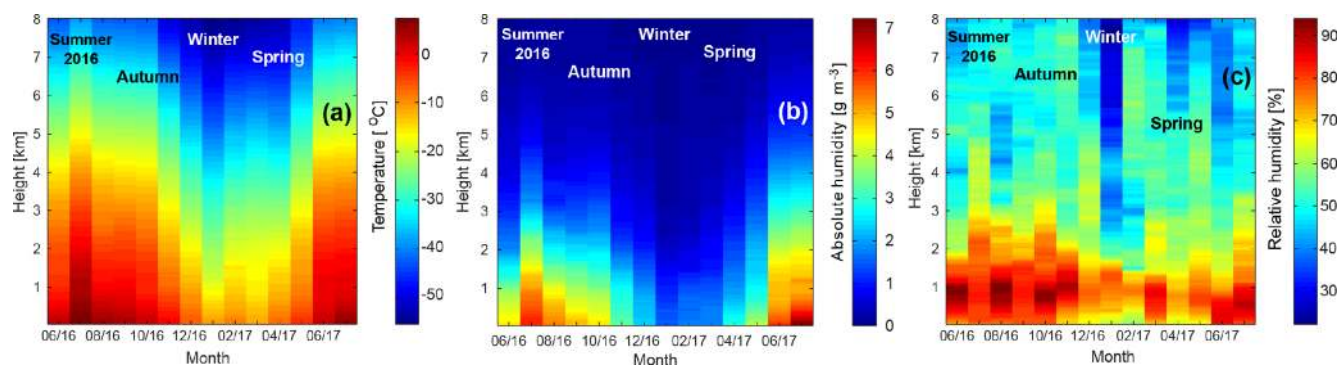 8
7
6
5
4
3
2
1
Height [km]
Summer
2016
Autumn
Winter
Spring
(a)
06/16 08/16 10/16 12/16 02/17 04/17 06/17
Month
0
-10
-20
-30
-40
-50
Temperature [ °C]
8
7
6
5
4
3
2
1
Height [km]
Summer
2016
Autumn
Winter
Spring
(b)
06/16 08/16 10/16 12/16 02/17 04/17 06/17
Month
7
6
5
4
3
2
1
0
Absolute humidity [g m⁻³]
8
7
6
5
4
3
2
1
Height [km]
Summer
2016
Autumn
Winter
Spring
(c)
06/16 08/16 10/16 12/16 02/17 04/17 06/17
Month
90
80
70
60
50
40
30
Relative humidity [%]